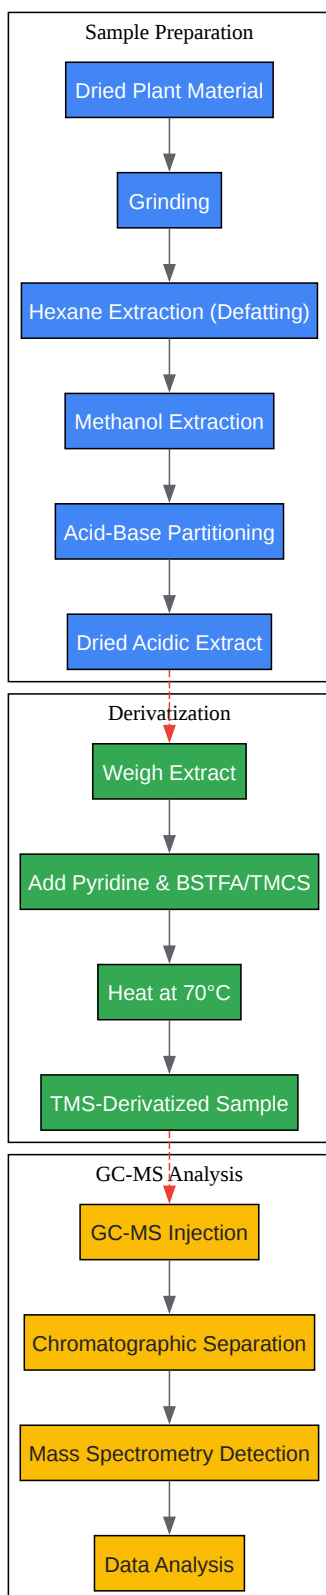 Sample Preparation
Dried Plant Material
Grinding
Hexane Extraction (Defatting)
Methanol Extraction
Acid-Base Partitioning
Dried Acidic Extract
Derivatization
Weigh Extract
Add Pyridine & BSTFA/TMCS
Heat at 70°C
TMS-Derivatized Sample
GC-MS Analysis
GC-MS Injection
Chromatographic Separation
Mass Spectrometry Detection
Data Analysis